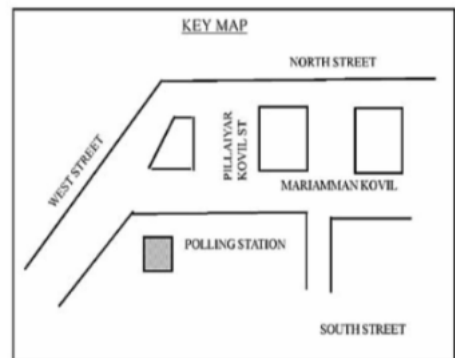 KEY MAP
NORTH STREET
WEST STREET
PILLAIYAR
KOVIL ST
MARIAMMAN KOVIL
POLLING STATION
SOUTH STREET